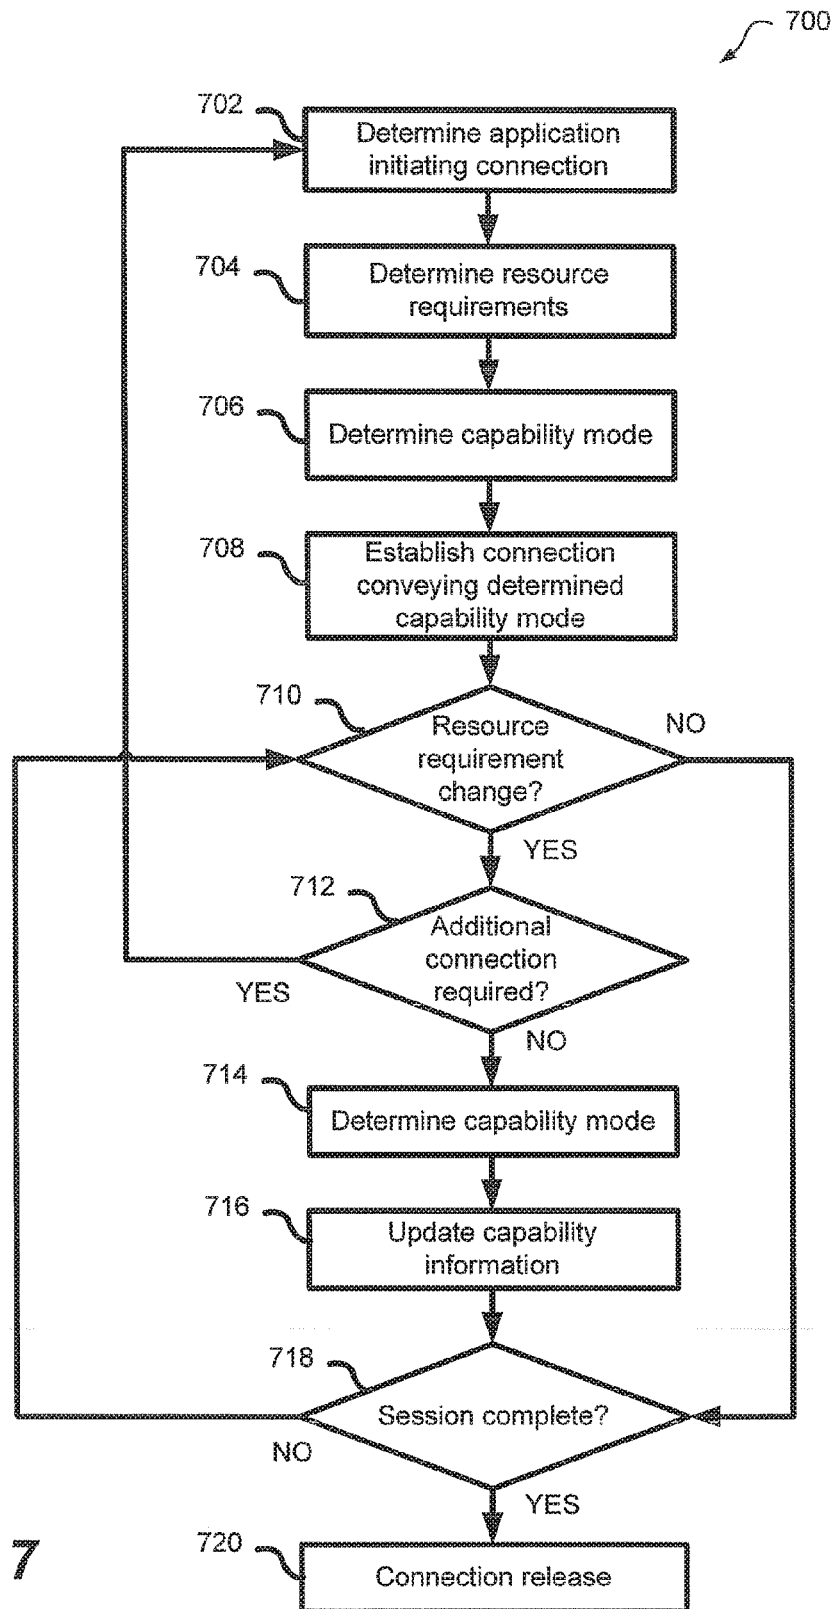 700
702
Determine application
initiating connection
704
Determine resource
requirements
706
Determine capability mode
708
Establish connection
conveying determined
capability mode
710
Resource
requirement
change?
NO
YES
712
Additional
connection
required?
YES
NO
714
Determine capability mode
716
Update capability
information
718
Session complete?
NO
YES
720
Connection release
7